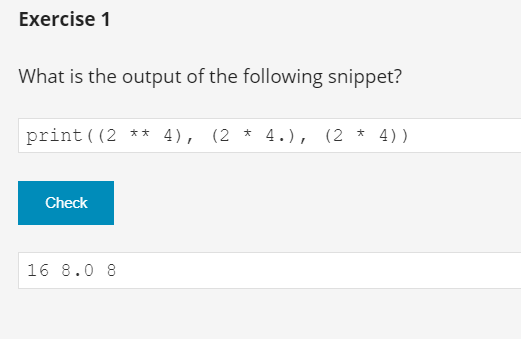 Exercise 1
What is the output of the following snippet?
print((2 ** 4), (2 * 4.), (2 * 4))
Check
16 8.0 8